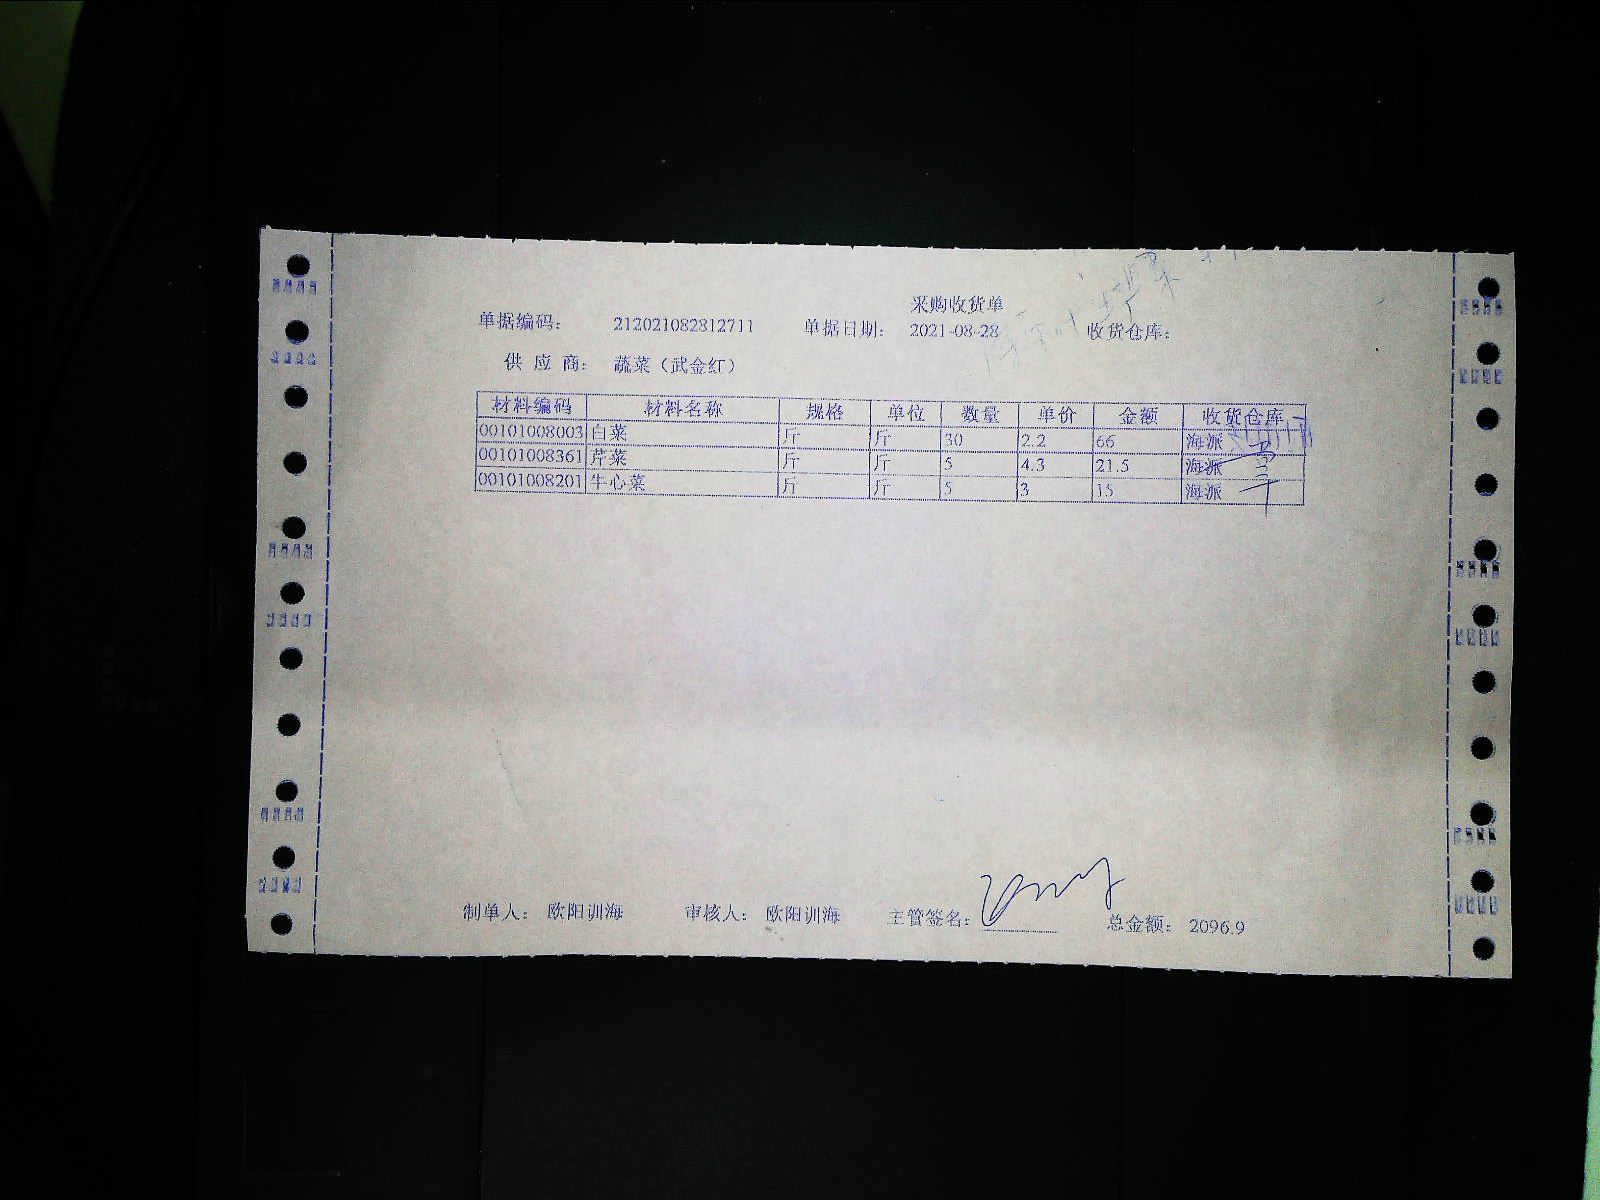 采购收货单
单据编码： 212021082812711 单据日期： 2021-08-28 收货仓库：
供 应 商： 蔬菜（武金红）
材料编码 材料名称 规格 单位 数量 单价 金额 收货仓库
00101008003 白菜 斤 斤 30 2.2 66 海派
00101008361 芹菜 斤 斤 5 4.3 21.5 海派
00101008201 牛心菜 斤 斤 5 3 15 海派
制单人： 欧阳训海 审核人： 欧阳训海 主管签名： 总金额： 2096.9